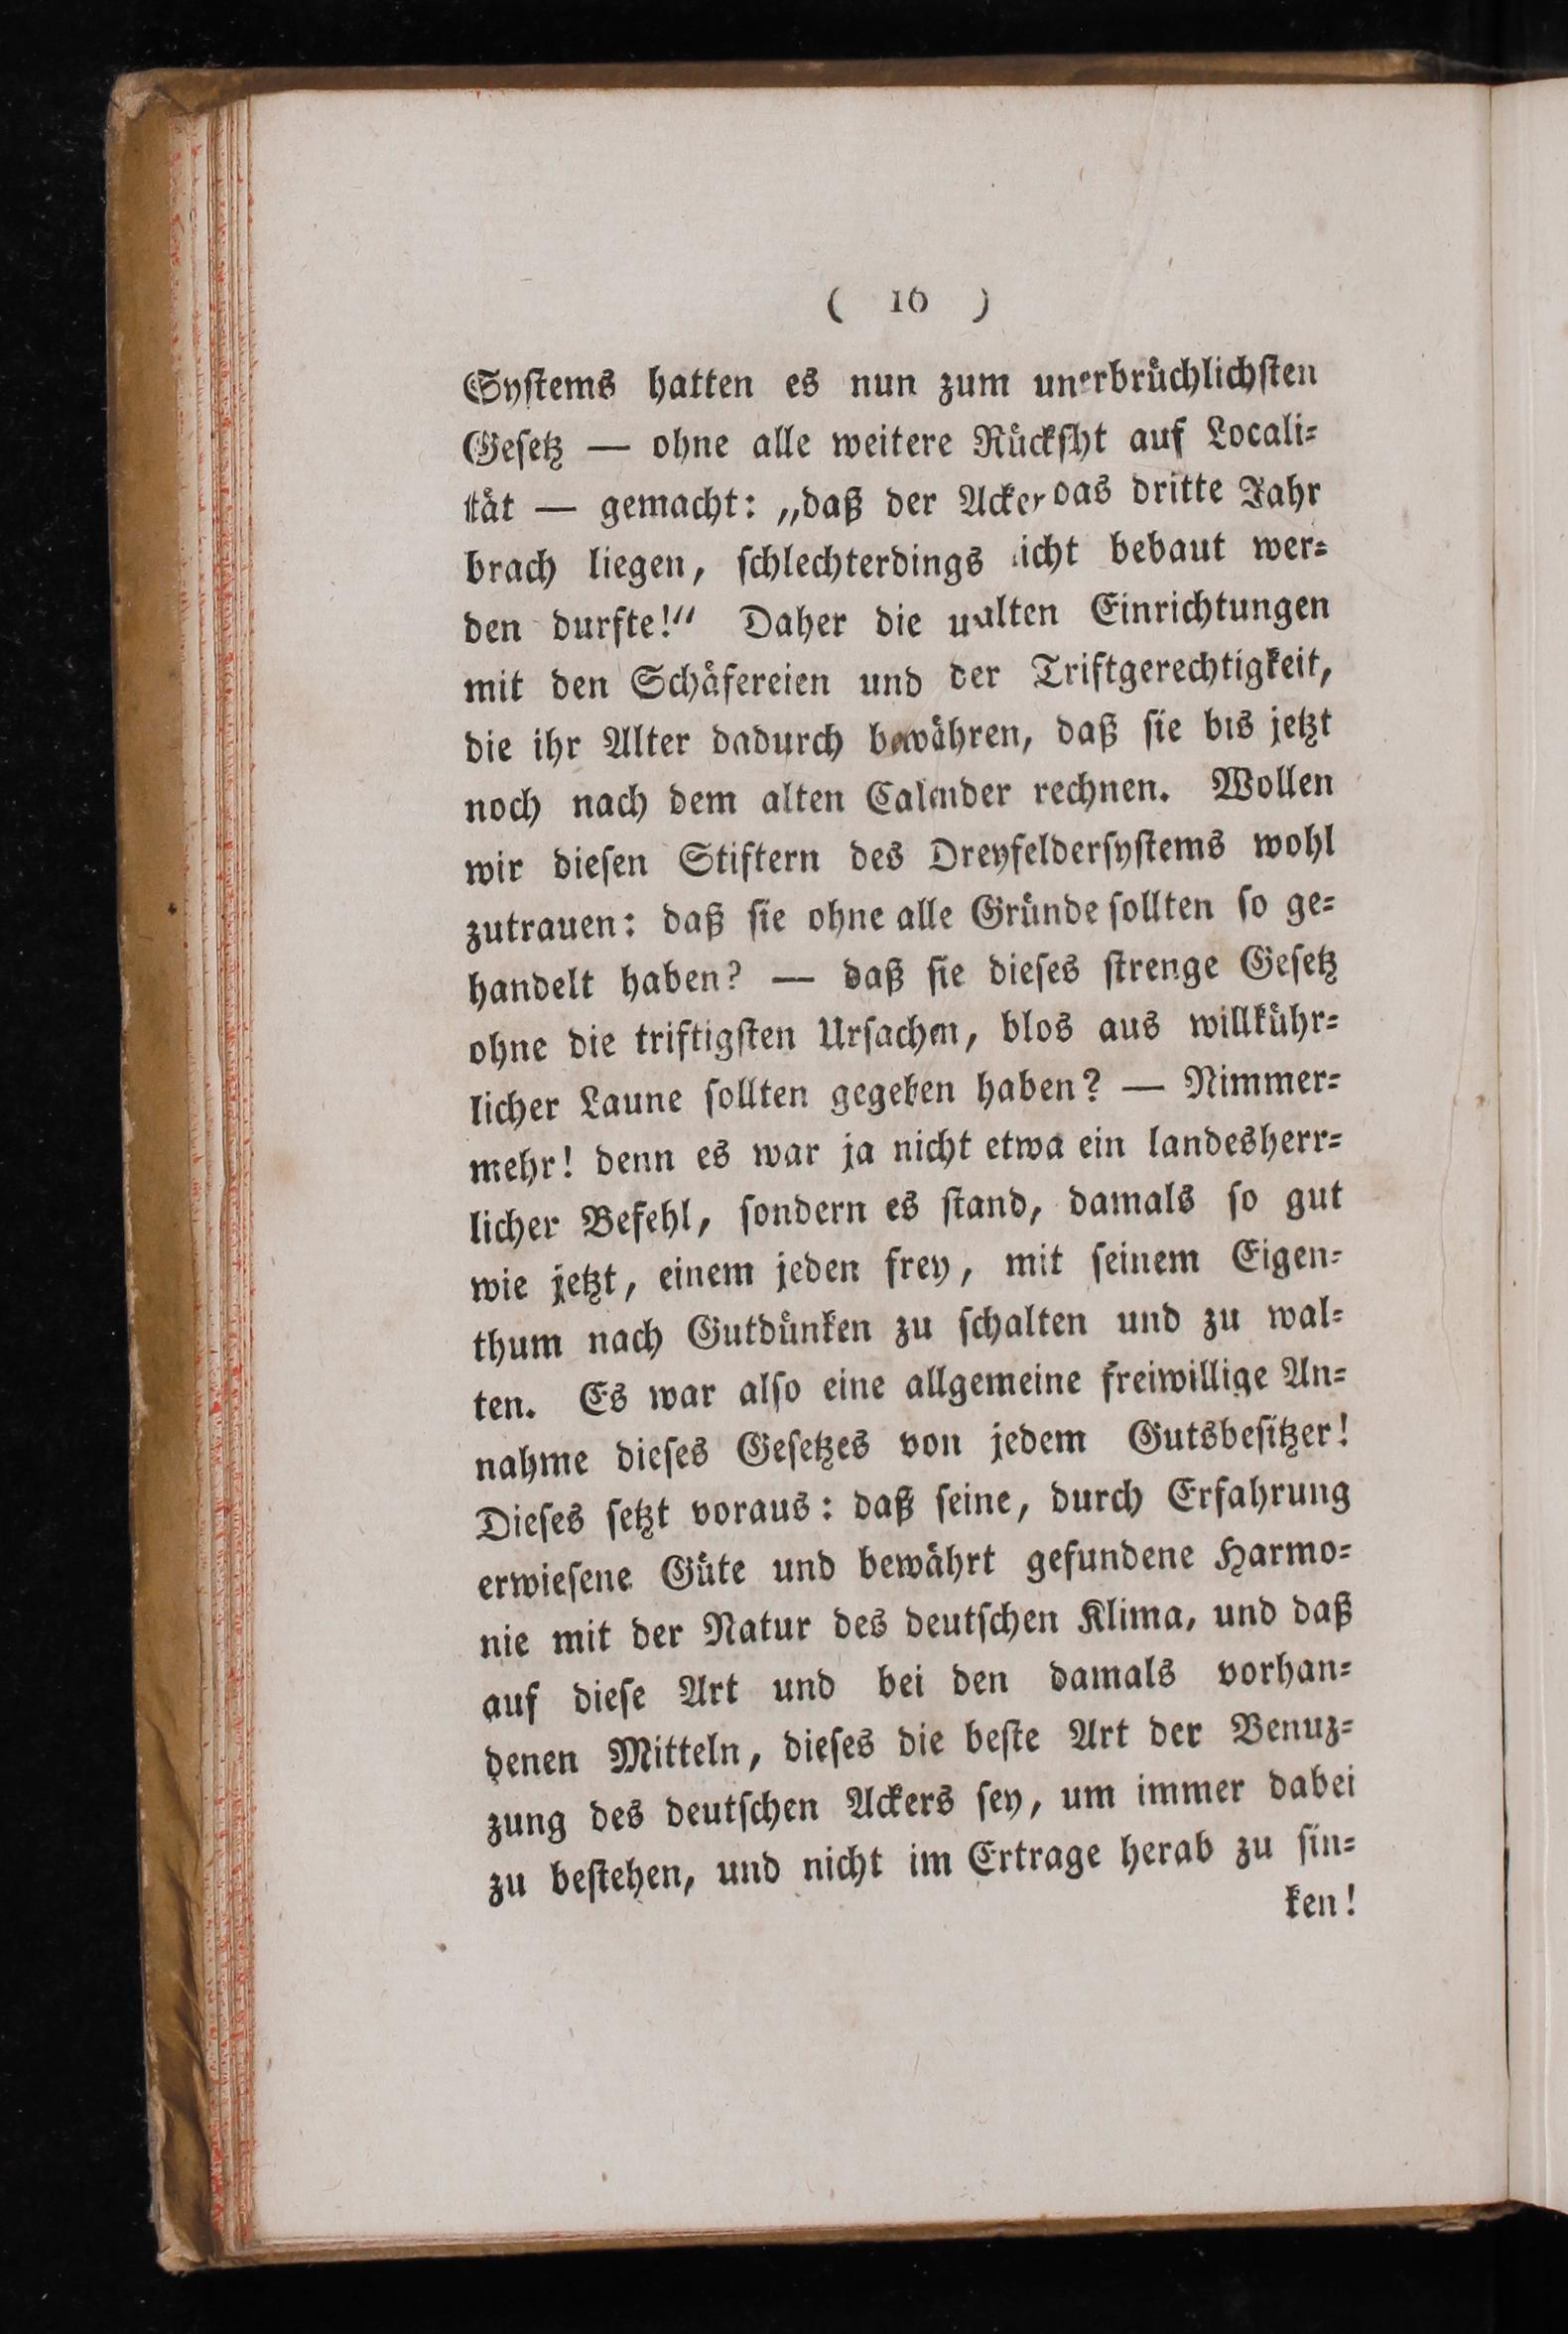 ( 16 )
Syſtems hatten es nun zum unerbrüchlichſten
Geſetz — ohne alle weitere Rückſht auf Locali=
tät — gemacht: „daß der Acker das dritte Jahr
brach liegen, ſchlechterdings icht bebaut wer=
den durfte!“ Daher die ualten Einrichtungen
mit den Schäfereien und der Triftgerechtigkeit,
die ihr Alter dadurch bewähren, daß ſie bis jetzt
noch nach dem alten Calender rechnen. Wollen
wir dieſen Stiftern des Dreyfelderſyſtems wohl
zutrauen: daß ſie ohne alle Gründe ſollten ſo ge=
handelt haben? — daß ſie dieſes ſtrenge Geſetz
ohne die triftigſten Urſachen, blos aus willkühr=
licher Laune ſollten gegeben haben? — Nimmer=
mehr! denn es war ja nicht etwa ein landesherr=
licher Befehl, ſondern es ſtand, damals ſo gut
wie jetzt, einem jeden frey, mit ſeinem Eigen=
thum nach Gutdünken zu ſchalten und zu wal=
ten. Es war alſo eine allgemeine freiwillige An=
nahme dieſes Geſetzes von jedem Gutsbeſitzer!
Dieſes ſetzt voraus: daß ſeine, durch Erfahrung
erwieſene Güte und bewährt gefundene Harmo=
nie mit der Natur des deutſchen Klima, und daß
auf dieſe Art und bei den damals vorhan=
denen Mitteln, dieſes die beſte Art der Benuz=
zung des deutſchen Ackers ſey, um immer dabei
zu beſtehen, und nicht im Ertrage herab zu ſin=
ken!